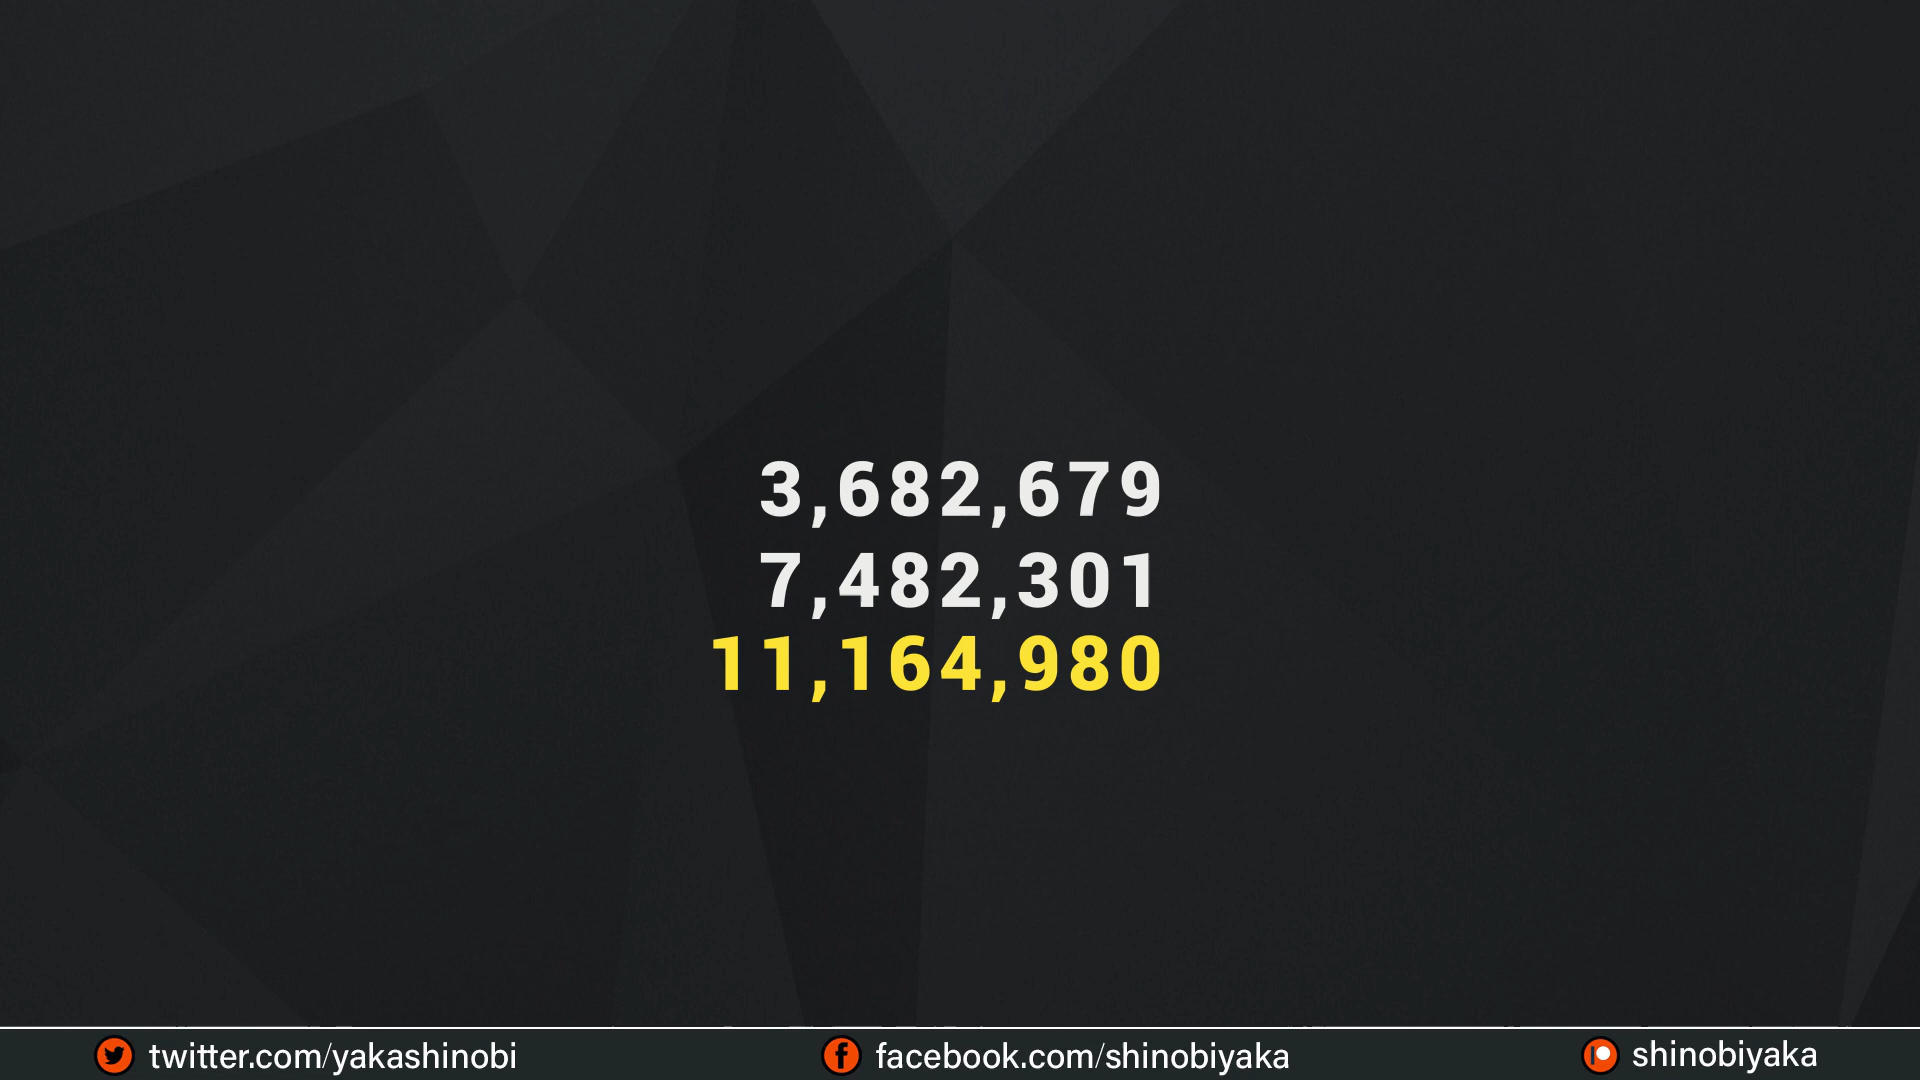 3,682,679
7,482,301
11,164,980
twitter.com/yakashinobi
facebook.com/shinobiyaka
shinobiyaka